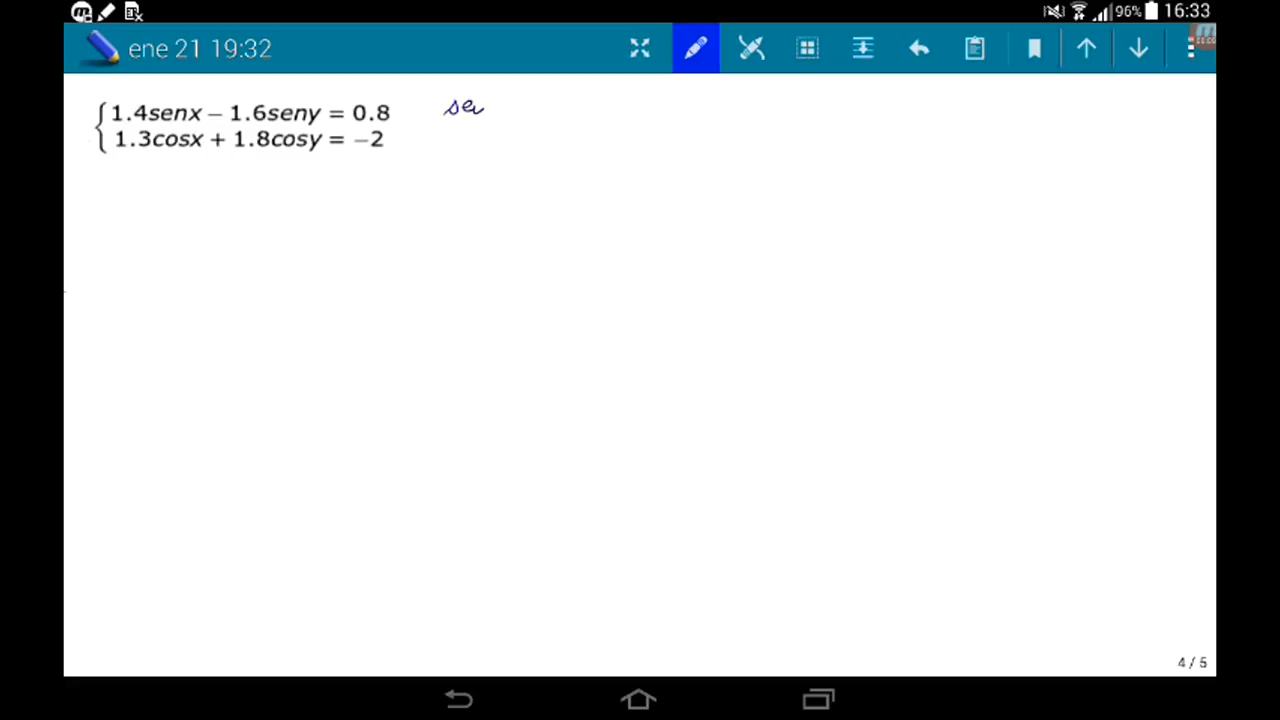 96% 16:33
ene 21 19:32
1.4senx – 1.6seny = 0.8 sen
1.3cosx + 1.8cosy = –2
4 / 5